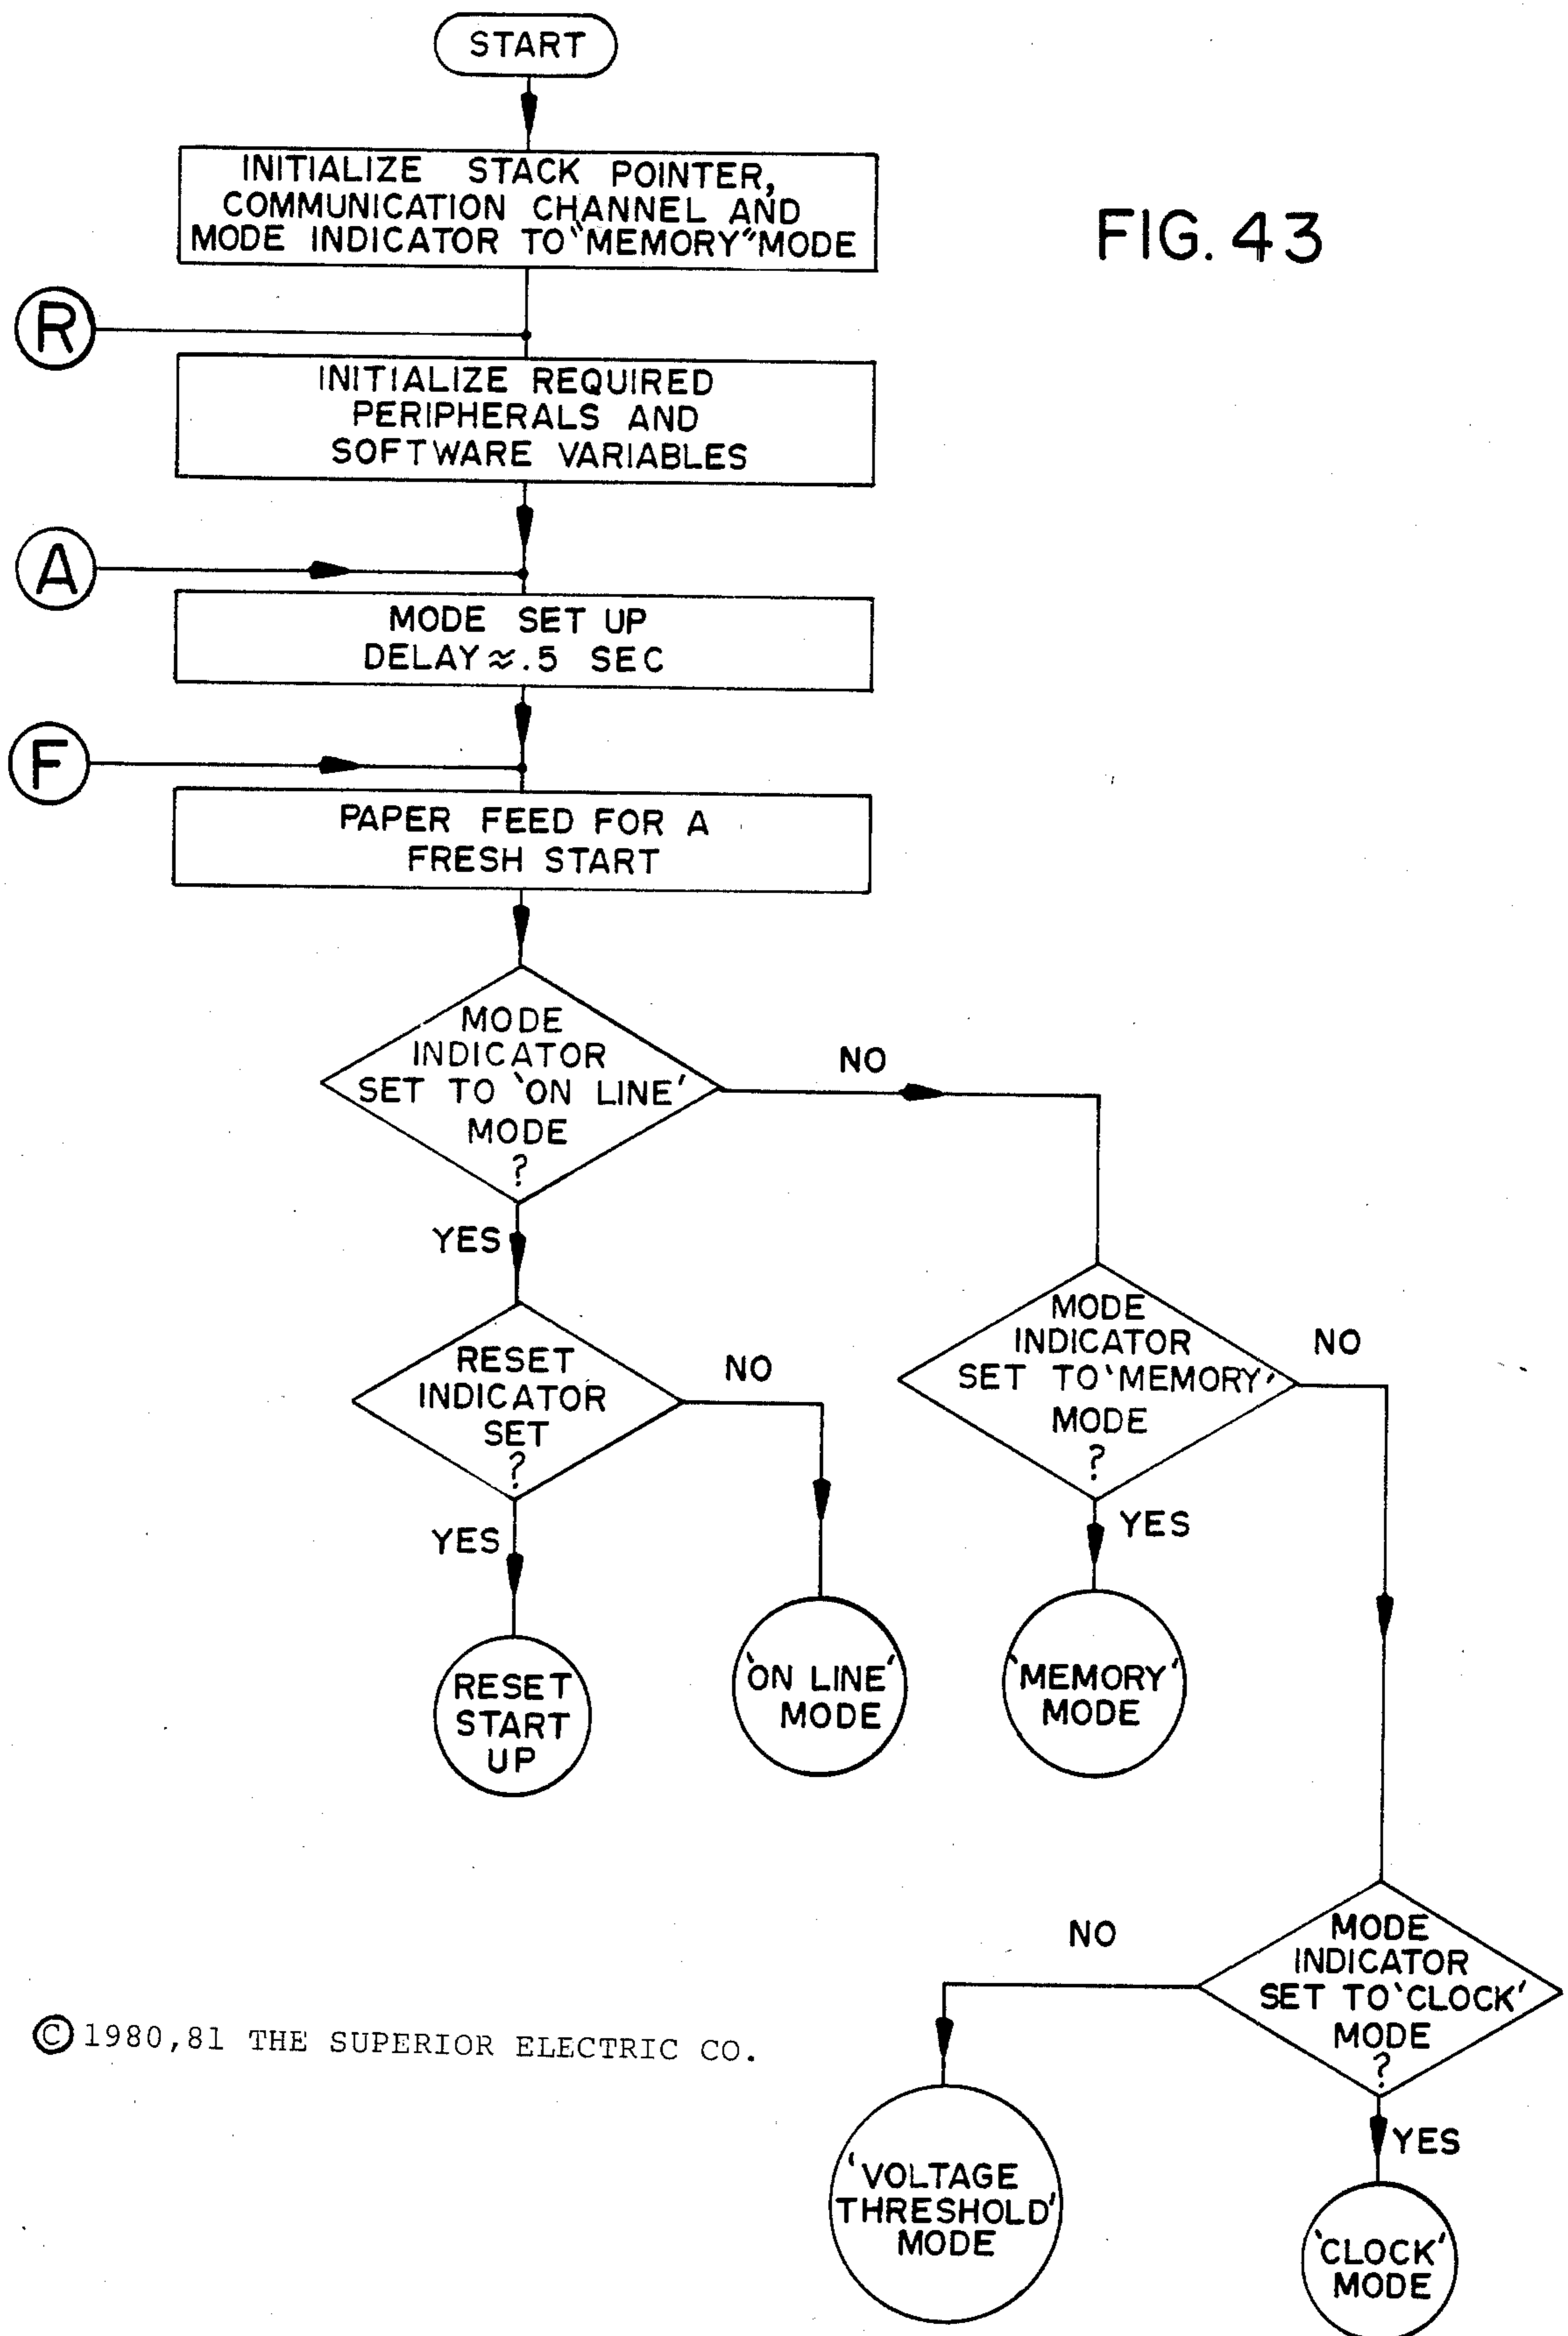 START
INITIALIZE STACK POINTER,
COMMUNICATION CHANNEL AND
MODE INDICATOR TO "MEMORY" MODE
FIG. 43
R
INITIALIZE REQUIRED
PERIPHERALS AND
SOFTWARE VARIABLES
A
MODE SET UP
DELAY ≈ .5 SEC
F
PAPER FEED FOR A
FRESH START
MODE
INDICATOR
SET TO 'ON LINE'
MODE
?
NO
YES
RESET
INDICATOR
SET
?
NO
YES
MODE
INDICATOR
SET TO 'MEMORY'
MODE
?
NO
YES
RESET
START
UP
'ON LINE'
MODE
'MEMORY'
MODE
MODE
INDICATOR
SET TO 'CLOCK'
MODE
?
NO
YES
© 1980,81 THE SUPERIOR ELECTRIC CO.
'VOLTAGE
THRESHOLD'
MODE
'CLOCK'
MODE